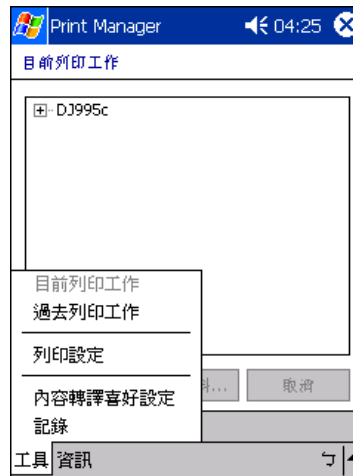 Print Manager 04:25
目前列印工作
DJ995c
目前列印工作
過去列印工作
列印設定
內容轉譯喜好設定
記錄
... 取消
工具 資訊 ㄅ